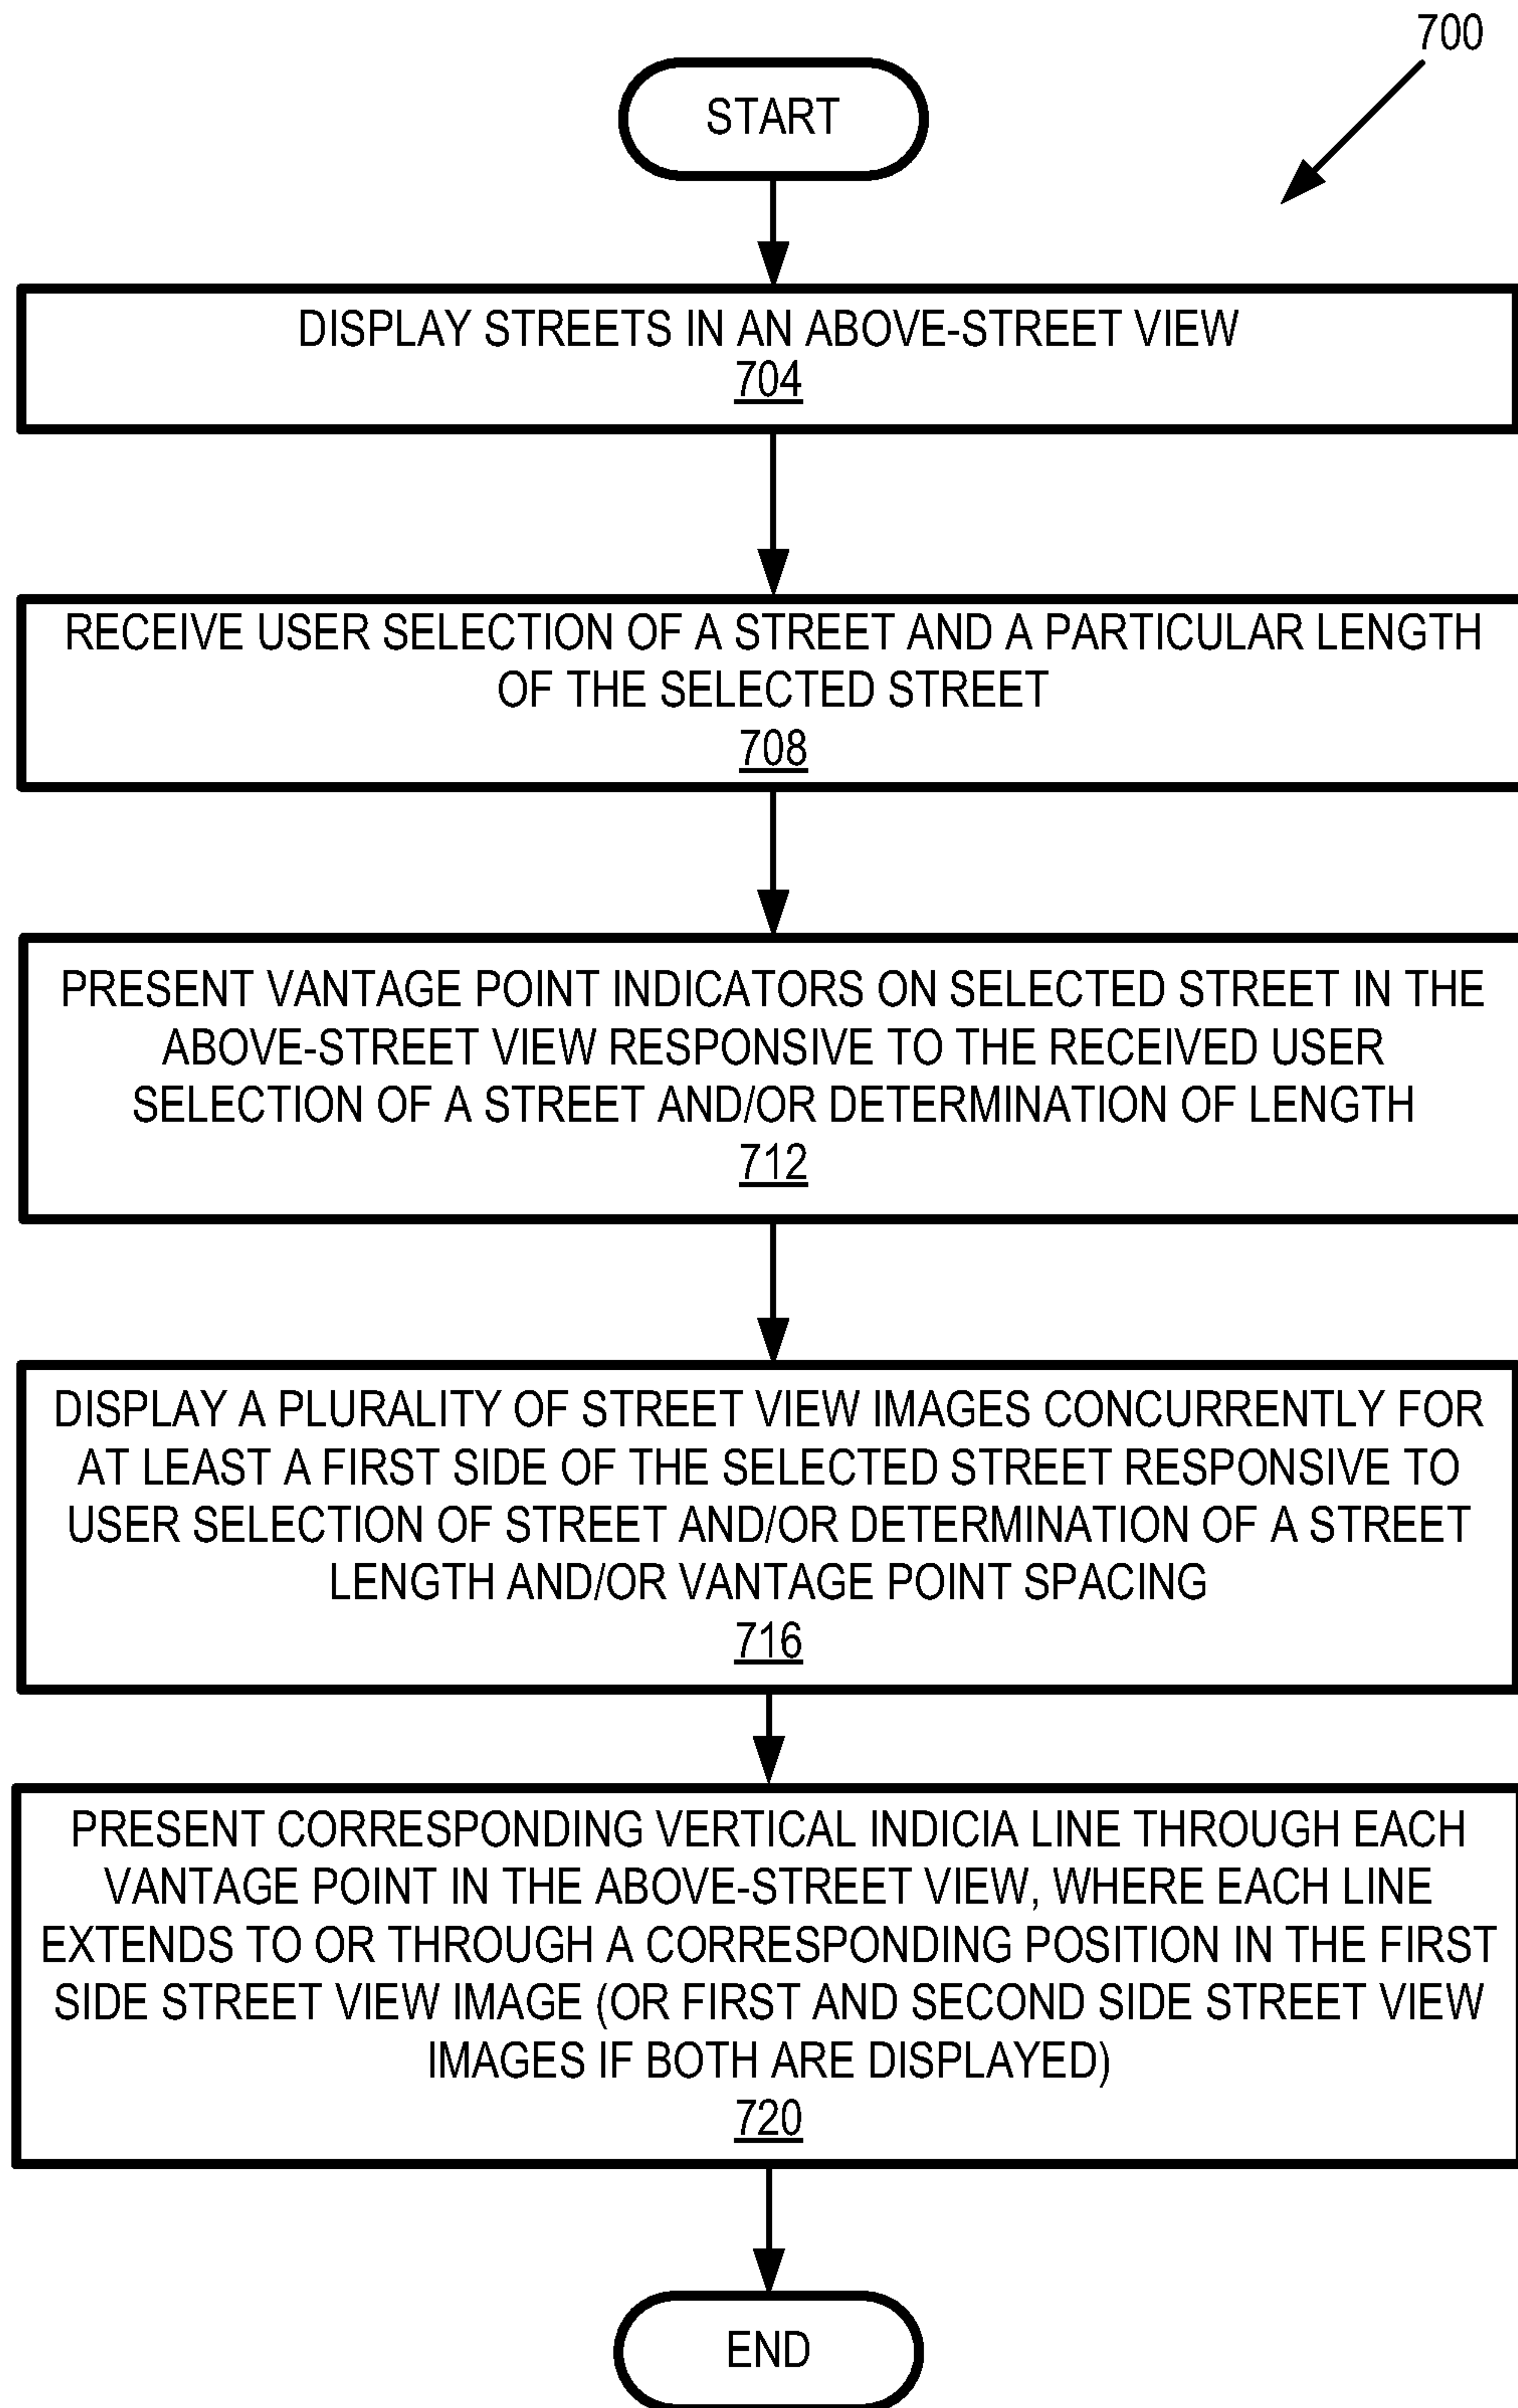 700
START
DISPLAY STREETS IN AN ABOVE-STREET VIEW
704
RECEIVE USER SELECTION OF A STREET AND A PARTICULAR LENGTH
OF THE SELECTED STREET
708
PRESENT VANTAGE POINT INDICATORS ON SELECTED STREET IN THE
ABOVE-STREET VIEW RESPONSIVE TO THE RECEIVED USER
SELECTION OF A STREET AND/OR DETERMINATION OF LENGTH
712
DISPLAY A PLURALITY OF STREET VIEW IMAGES CONCURRENTLY FOR
AT LEAST A FIRST SIDE OF THE SELECTED STREET RESPONSIVE TO
USER SELECTION OF STREET AND/OR DETERMINATION OF A STREET
LENGTH AND/OR VANTAGE POINT SPACING
716
PRESENT CORRESPONDING VERTICAL INDICIA LINE THROUGH EACH
VANTAGE POINT IN THE ABOVE-STREET VIEW, WHERE EACH LINE
EXTENDS TO OR THROUGH A CORRESPONDING POSITION IN THE FIRST
SIDE STREET VIEW IMAGE (OR FIRST AND SECOND SIDE STREET VIEW
IMAGES IF BOTH ARE DISPLAYED)
720
END